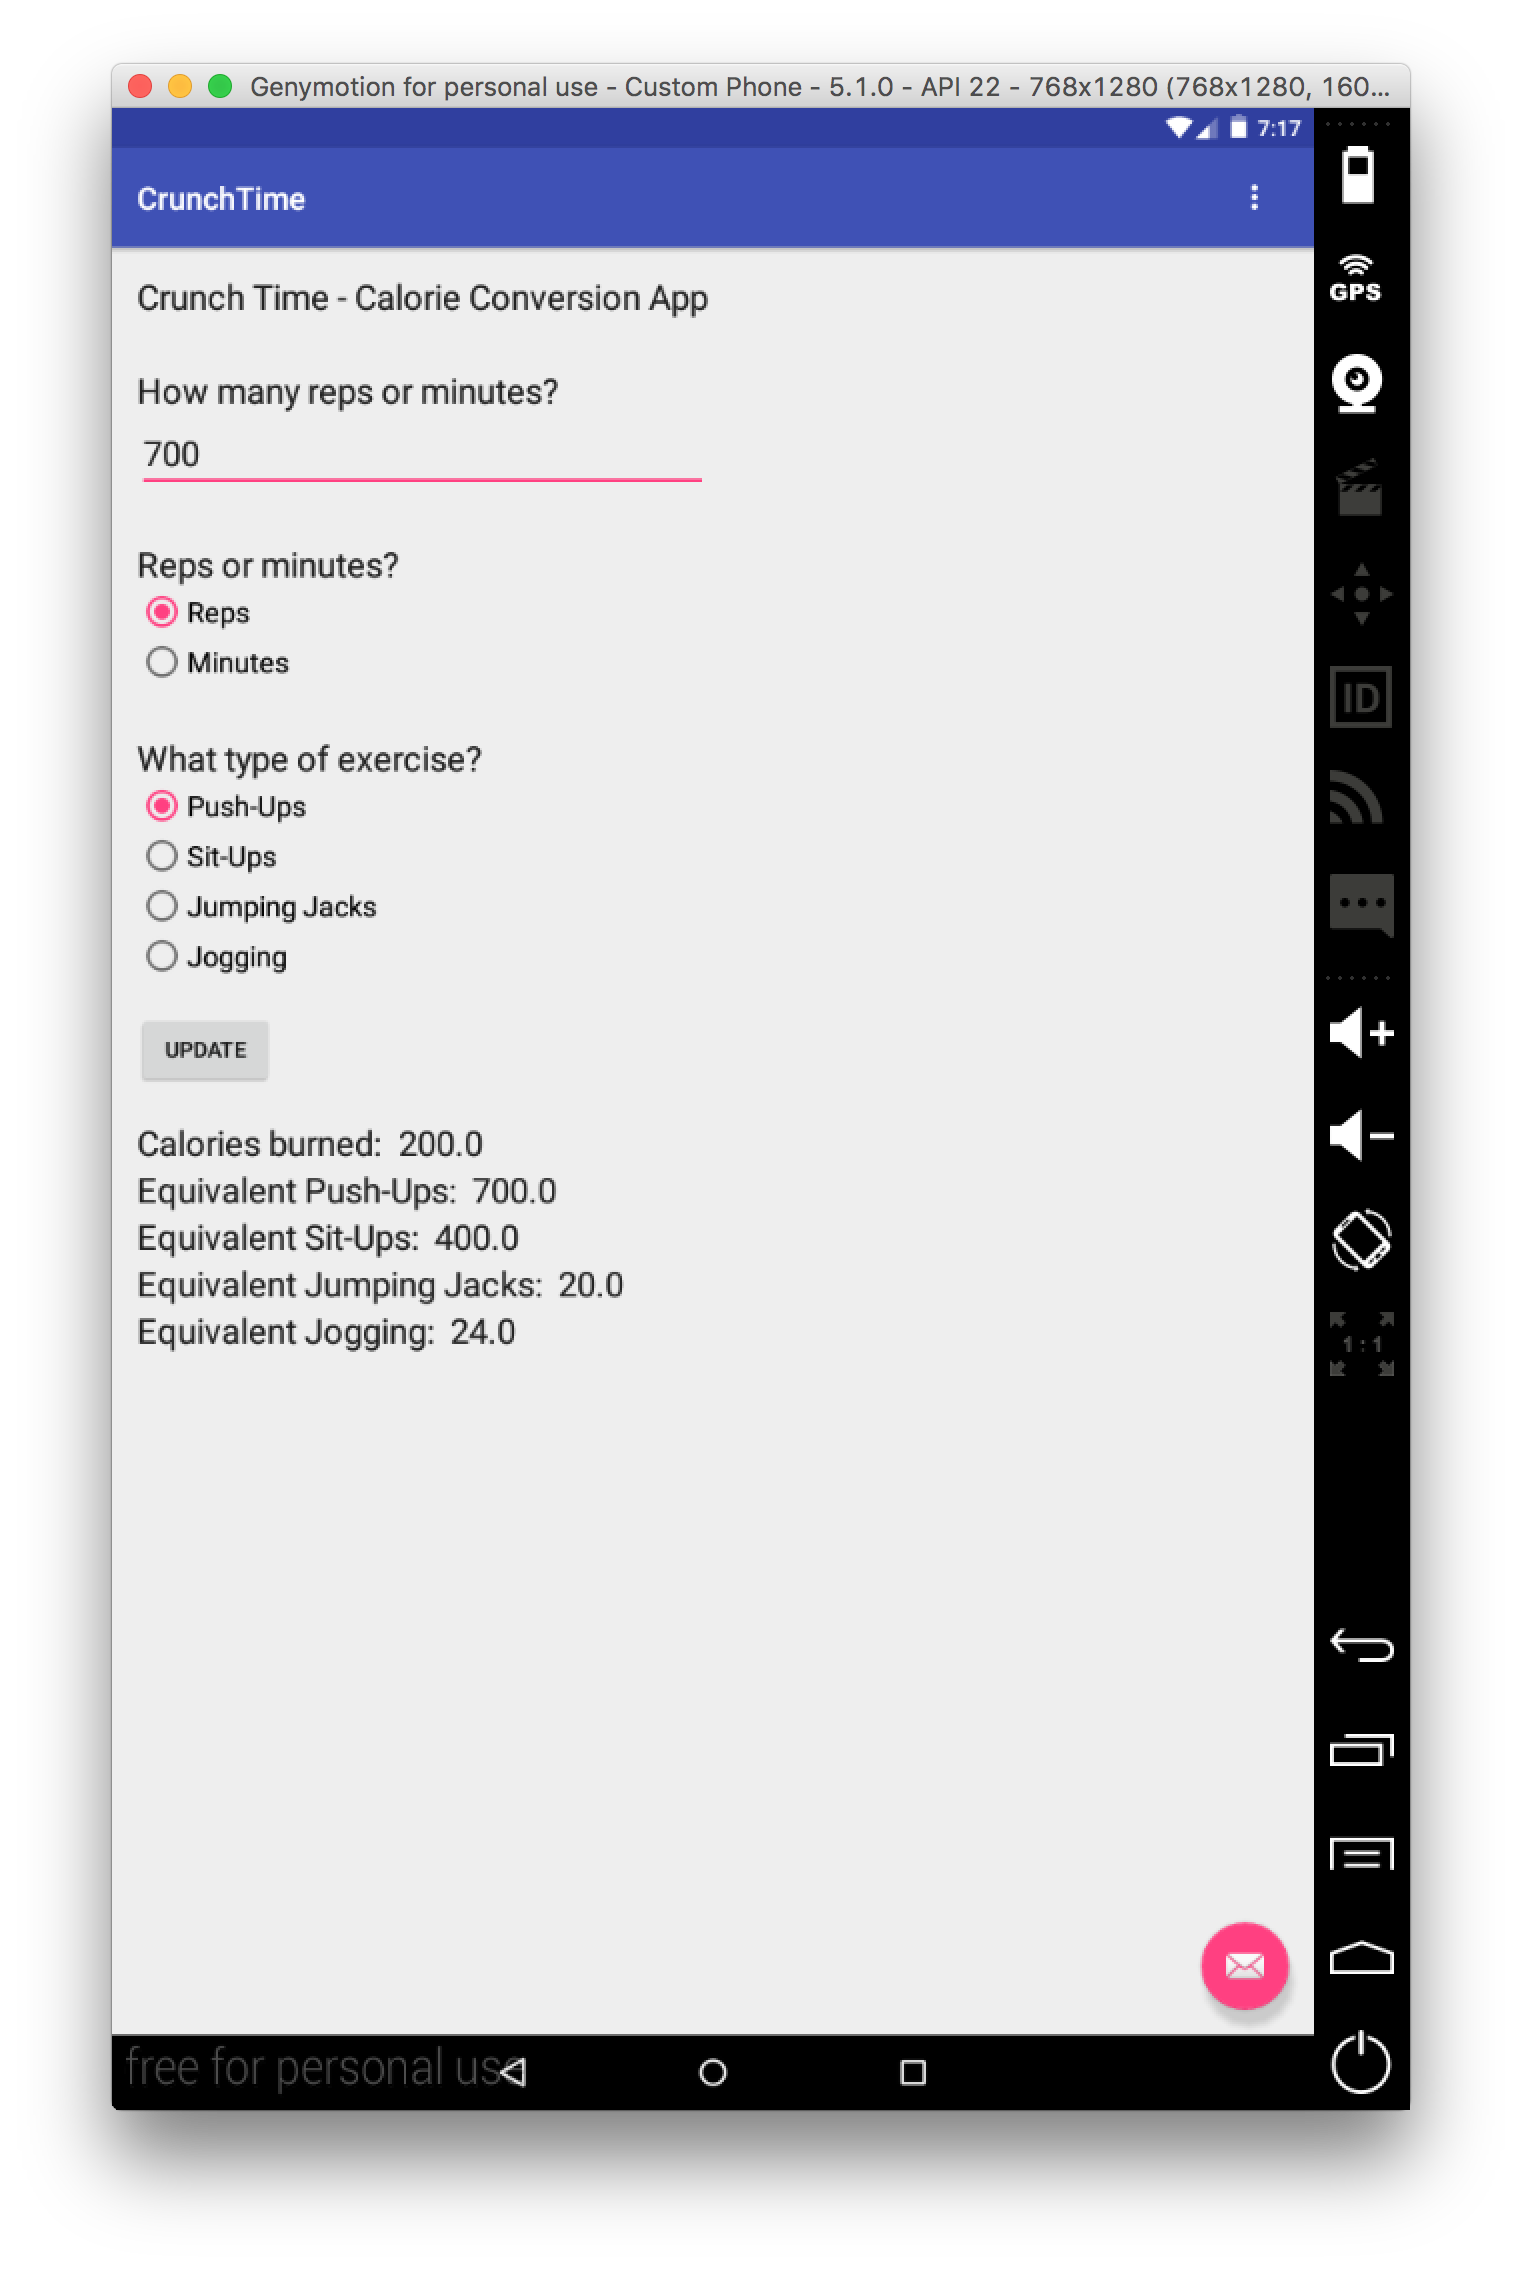 Genymotion for personal use - Custom Phone - 5.1.0 - API 22 - 768x1280 (768x1280, 160...
7:17
CrunchTime
GPS
Crunch Time - Calorie Conversion App
How many reps or minutes?
700
Reps or minutes?
Reps
Minutes
ID
What type of exercise?
Push-Ups
Sit-Ups
Jumping Jacks
Jogging
UPDATE
Calories burned: 200.0
Equivalent Push-Ups: 700.0
Equivalent Sit-Ups: 400.0
Equivalent Jumping Jacks: 20.0
Equivalent Jogging: 24.0
1:1
free for personal use